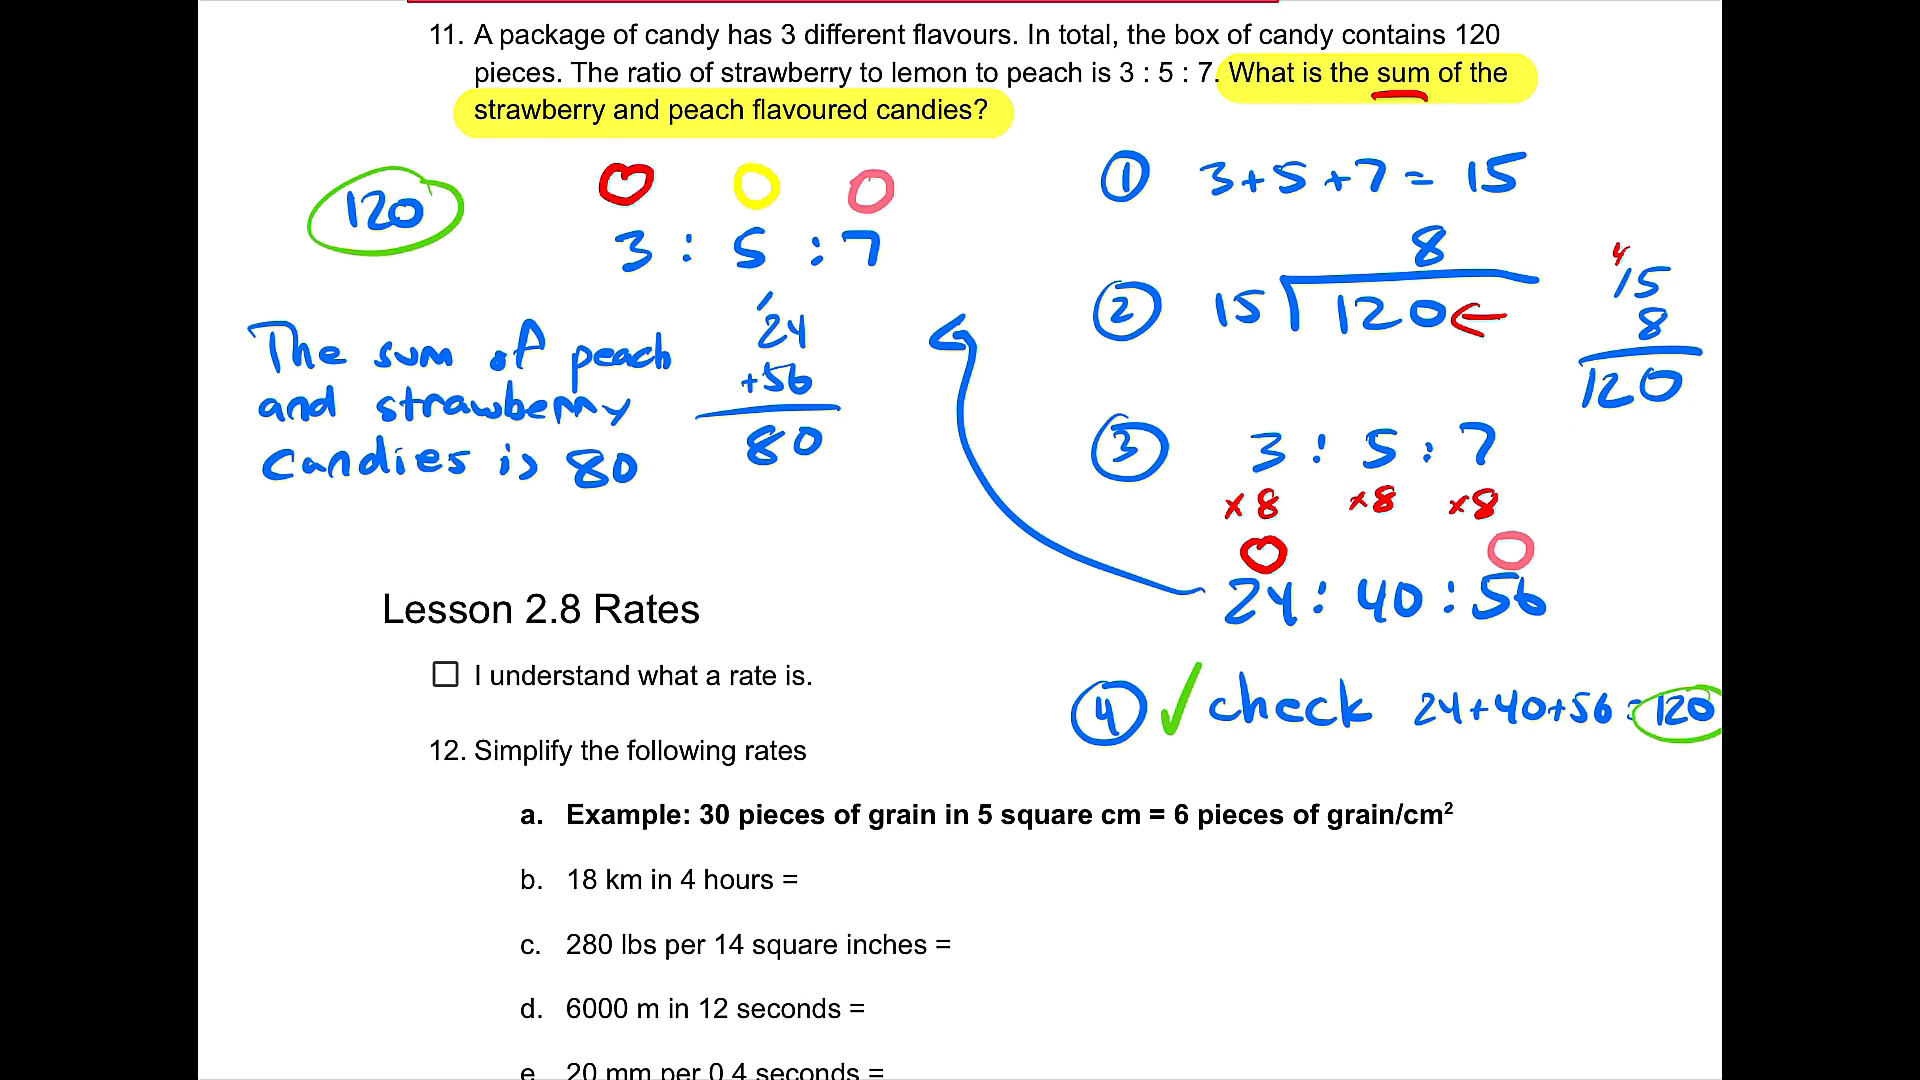 11. A package of candy has 3 different flavours. In total, the box of candy contains 120
pieces. The ratio of strawberry to lemon to peach is 3 : 5 : 7. What is the sum of the
strawberry and peach flavoured candies?
120
3 : 5 : 7
The sum of peach
and strawberry
candies is 80
1
24
+56
80
1 3+5+7= 15
8
2 15 120
4
15
8
120
3 3 : 5 : 7
x8 x8 x8
24 : 40 : 56
4 ✓ check 24+40+56 = 120
Lesson 2.8 Rates
I understand what a rate is.
12. Simplify the following rates
a. Example: 30 pieces of grain in 5 square cm = 6 pieces of grain/cm²
b. 18 km in 4 hours =
c. 280 lbs per 14 square inches =
d. 6000 m in 12 seconds =
e 20 mm per 0.4 seconds =